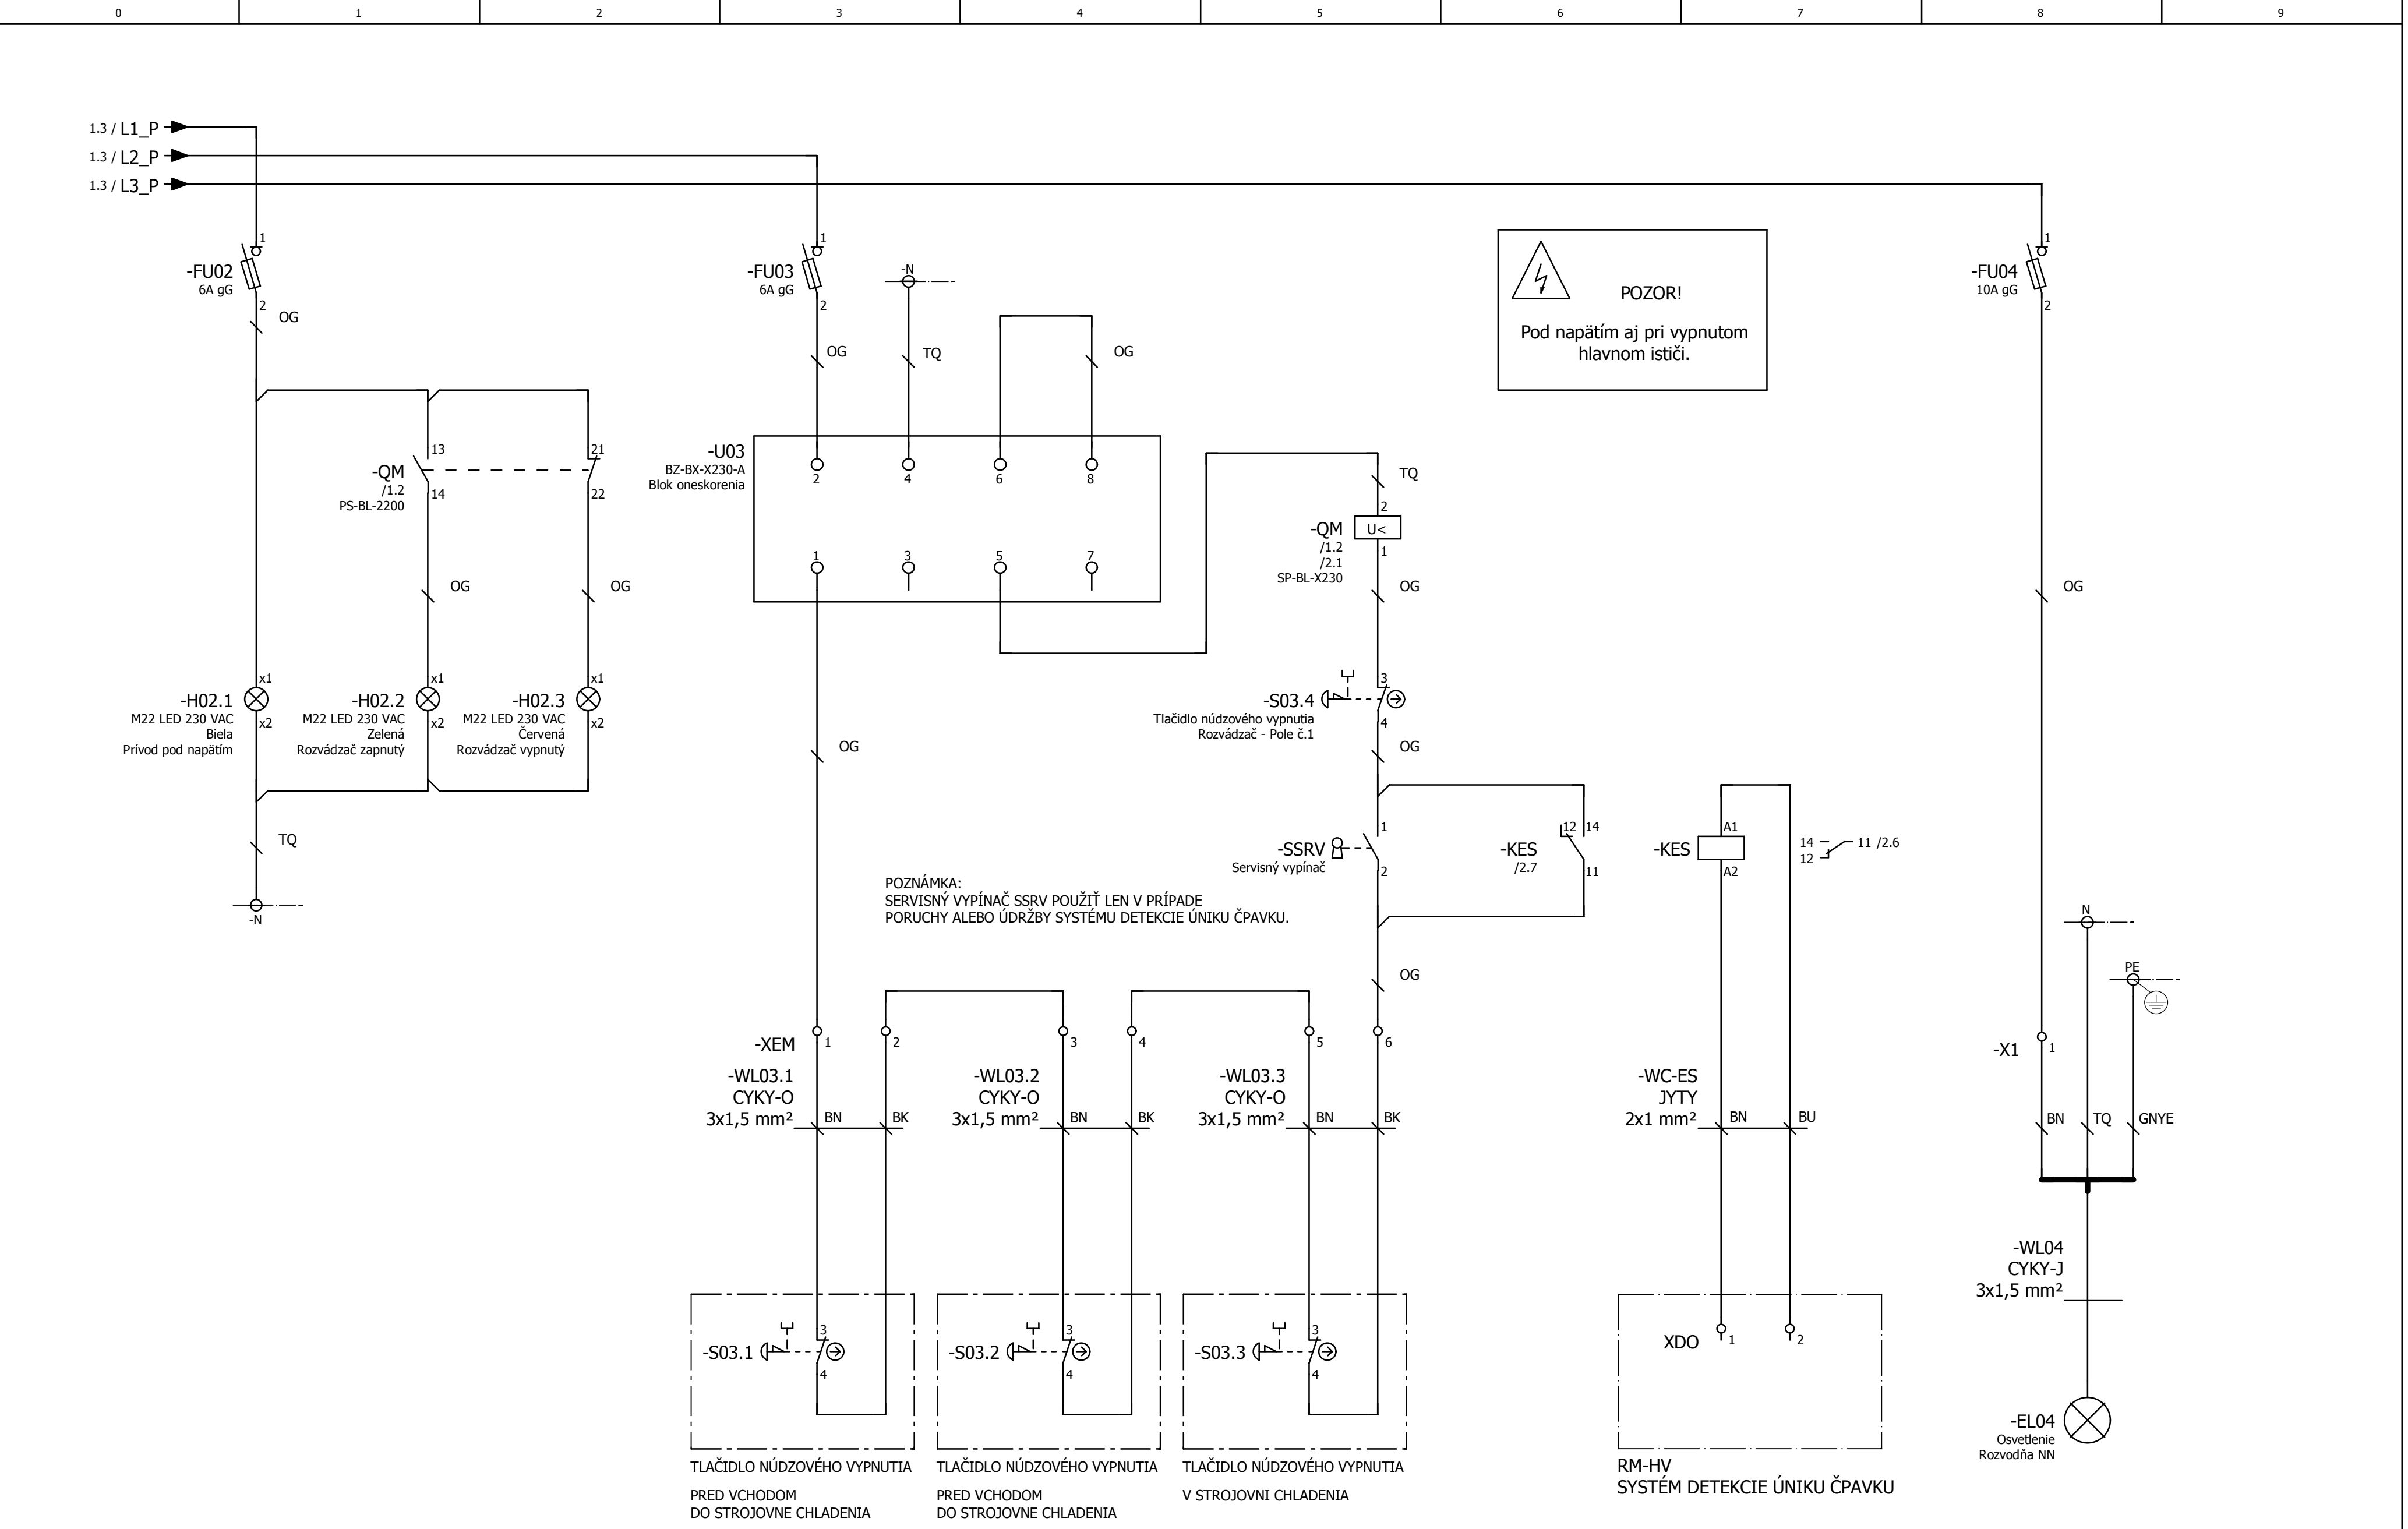 0 1 2 3 4 5 6 7 8 9
1.3 / L1_P
1.3 / L2_P
1.3 / L3_P
1
-FU02
6A gG
2
OG
1
-FU03
6A gG
2
OG
-N
TQ
OG
POZOR!
Pod napätím aj pri vypnutom
hlavnom ističi.
1
-FU04
10A gG
2
13
-QM
/1.2
14
PS-BL-2200
21
22
-U03
BZ-BX-X230-A
Blok oneskorenia
2 4 6 8
1 3 5 7
TQ
2
-QM
U<
/1.2
1
/2.1
SP-BL-X230
OG
OG
OG
OG
x1
-H02.1
M22 LED 230 VAC
x2
Biela
Prívod pod napätím
x1
-H02.2
M22 LED 230 VAC
x2
Zelená
Rozvádzač zapnutý
x1
-H02.3
M22 LED 230 VAC
x2
Červená
Rozvádzač vypnutý
OG
3
-S03.4
Tlačidlo núdzového vypnutia
4
Rozvádzač - Pole č.1
OG
TQ
-N
1
-SSRV
Servisný vypínač
2
12 14
-KES
/2.7
11
A1
-KES
A2
14
11 /2.6
12
POZNÁMKA:
SERVISNÝ VYPÍNAČ SSRV POUŽIŤ LEN V PRÍPADE
PORUCHY ALEBO ÚDRŽBY SYSTÉMU DETEKCIE ÚNIKU ČPAVKU.
OG
N
PE
-XEM
1 2 3 4 5 6
-X1
1
-WL03.1
CYKY-O
3x1,5 mm²
BN BK
-WL03.2
CYKY-O
3x1,5 mm²
BN BK
-WL03.3
CYKY-O
3x1,5 mm²
BN BK
-WC-ES
JYTY
2x1 mm²
BN BU
BN TQ GNYE
-WL04
CYKY-J
3x1,5 mm²
3
-S03.1
4
3
-S03.2
4
3
-S03.3
4
XDO
1 2
-EL04
Osvetlenie
Rozvodňa NN
TLAČIDLO NÚDZOVÉHO VYPNUTIA
PRED VCHODOM
DO STROJOVNE CHLADENIA
TLAČIDLO NÚDZOVÉHO VYPNUTIA
PRED VCHODOM
DO STROJOVNE CHLADENIA
TLAČIDLO NÚDZOVÉHO VYPNUTIA
V STROJOVNI CHLADENIA
RM-HV
SYSTÉM DETEKCIE ÚNIKU ČPAVKU